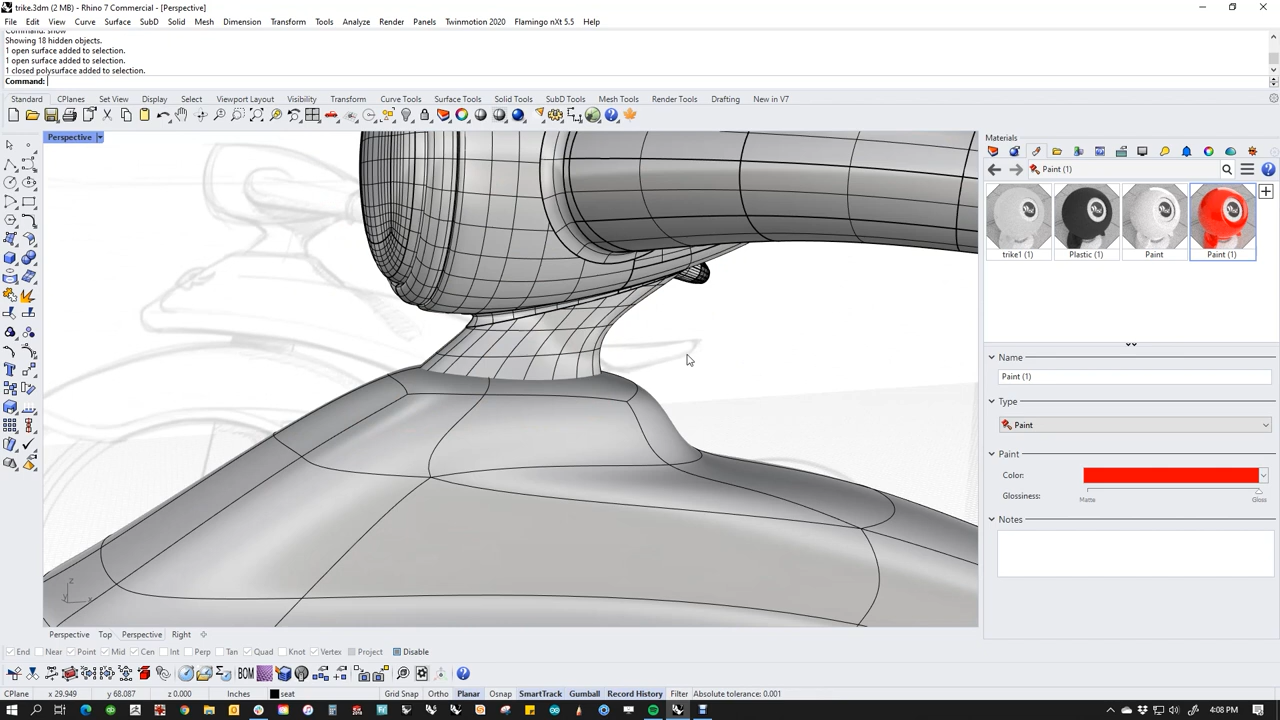 trike.3dm (2 MB) - Rhino 7 Commercial - [Perspective]
File Edit View Curve Surface SubD Solid Mesh Dimension Transform Tools Analyze Render Panels Twinmotion 2020 Flamingo nXt 5.5 Help
Command: show
Showing 18 hidden objects.
1 open surface added to selection.
1 open surface added to selection.
1 closed polysurface added to selection.
Command:
Standard CPlanes Set View Display Select Viewport Layout Visibility Transform Curve Tools Surface Tools Solid Tools SubD Tools Mesh Tools Render Tools Drafting New in V7
Perspective
Materials
Paint (1)
trike1 (1) Plastic (1) Paint Paint (1)
Name
Paint (1)
Type
Paint
Paint
Color:
Glossiness:
Matte Gloss
Notes
z
y x
Perspective Top Perspective Right
End Near Point Mid Cen Int Perp Tan Quad Knot Vertex Project Disable
BOM
CPlane x 29.949 y 68.087 z 0.000 Inches seat Grid Snap Ortho Planar Osnap SmartTrack Gumball Record History Filter Absolute tolerance: 0.001
4:08 PM